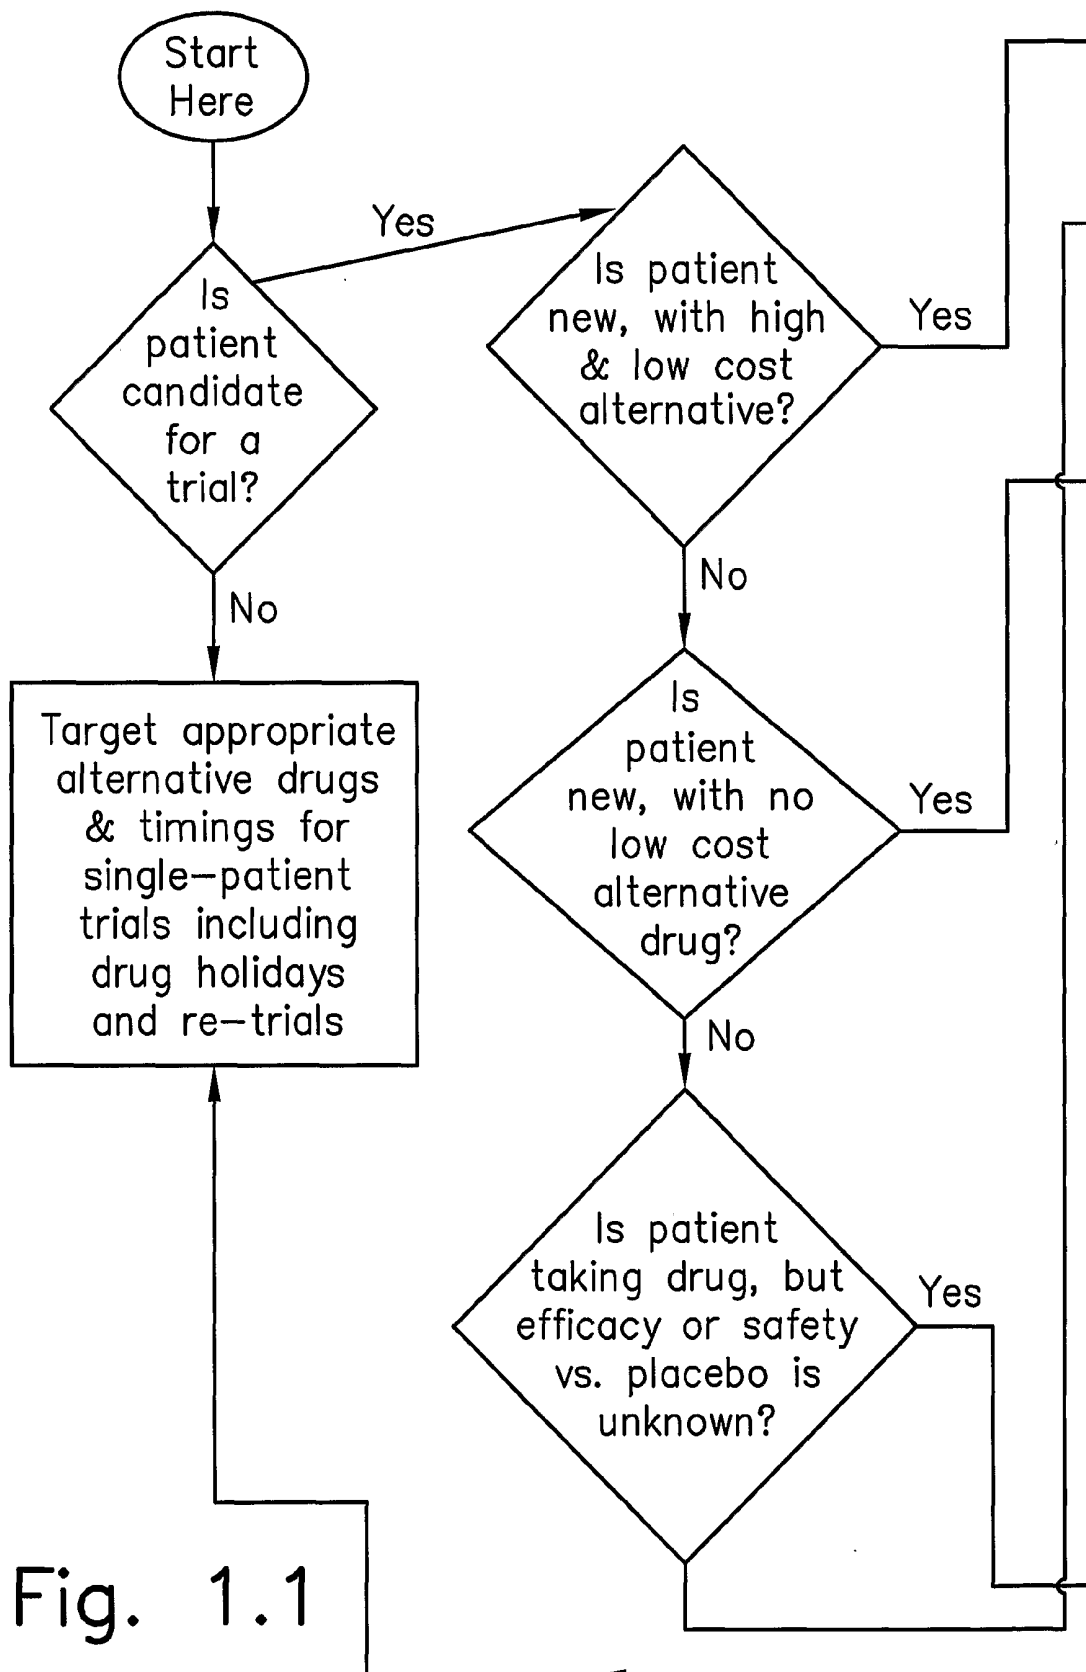 Start
Here
Yes
Is
patient
candidate
for a
trial?
No
Target appropriate
alternative drugs
& timings for
single-patient
trials including
drug holidays
and re-trials
Is patient
new, with high
& low cost
alternative?
Yes
No
Is
patient
new, with no
low cost
alternative
drug?
Yes
No
Is patient
taking drug, but
efficacy or safety
vs. placebo is
unknown?
Yes
Fig. 1.1